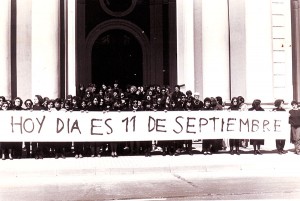 HOY DIA ES 11 DE SEPTIEMBRE